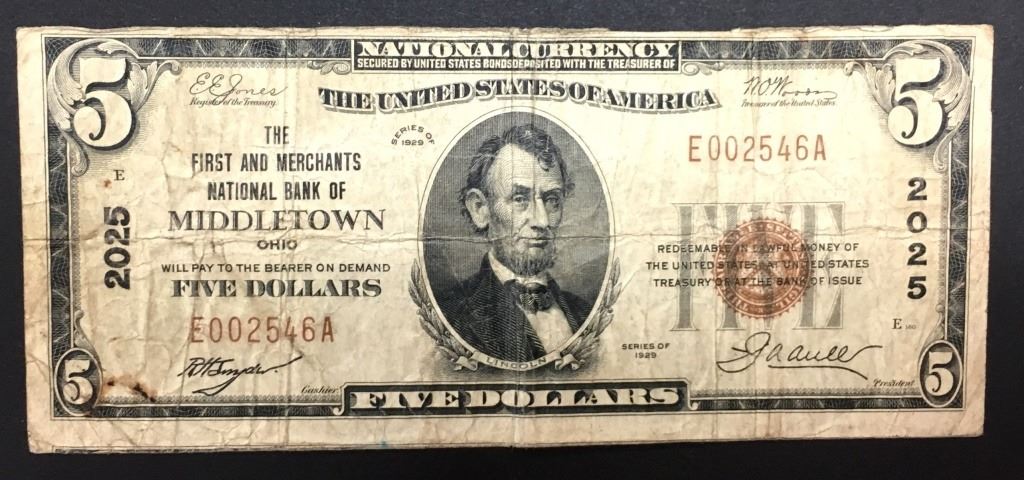 NATIONAL CURRENCY
SECURED BY UNITED STATES BONDS DEPOSITED WITH THE TREASURER OF
THE UNITED STATES OF AMERICA
5
5
E E Jones
Register of the Treasury
W O Woods
Treasurer of the United States
THE
FIRST AND MERCHANTS
NATIONAL BANK OF
MIDDLETOWN
OHIO
WILL PAY TO THE BEARER ON DEMAND
FIVE DOLLARS
E
2025
E002546A
SERIES OF
1929
E002546A
2025
FIVE
REDEEMABLE IN LAWFUL MONEY OF
THE UNITED STATES AT UNITED STATES
TREASURY OR AT THE BANK OF ISSUE
E
SERIES OF
1929
LINCOLN
Cashier
President
5
FIVE DOLLARS
5